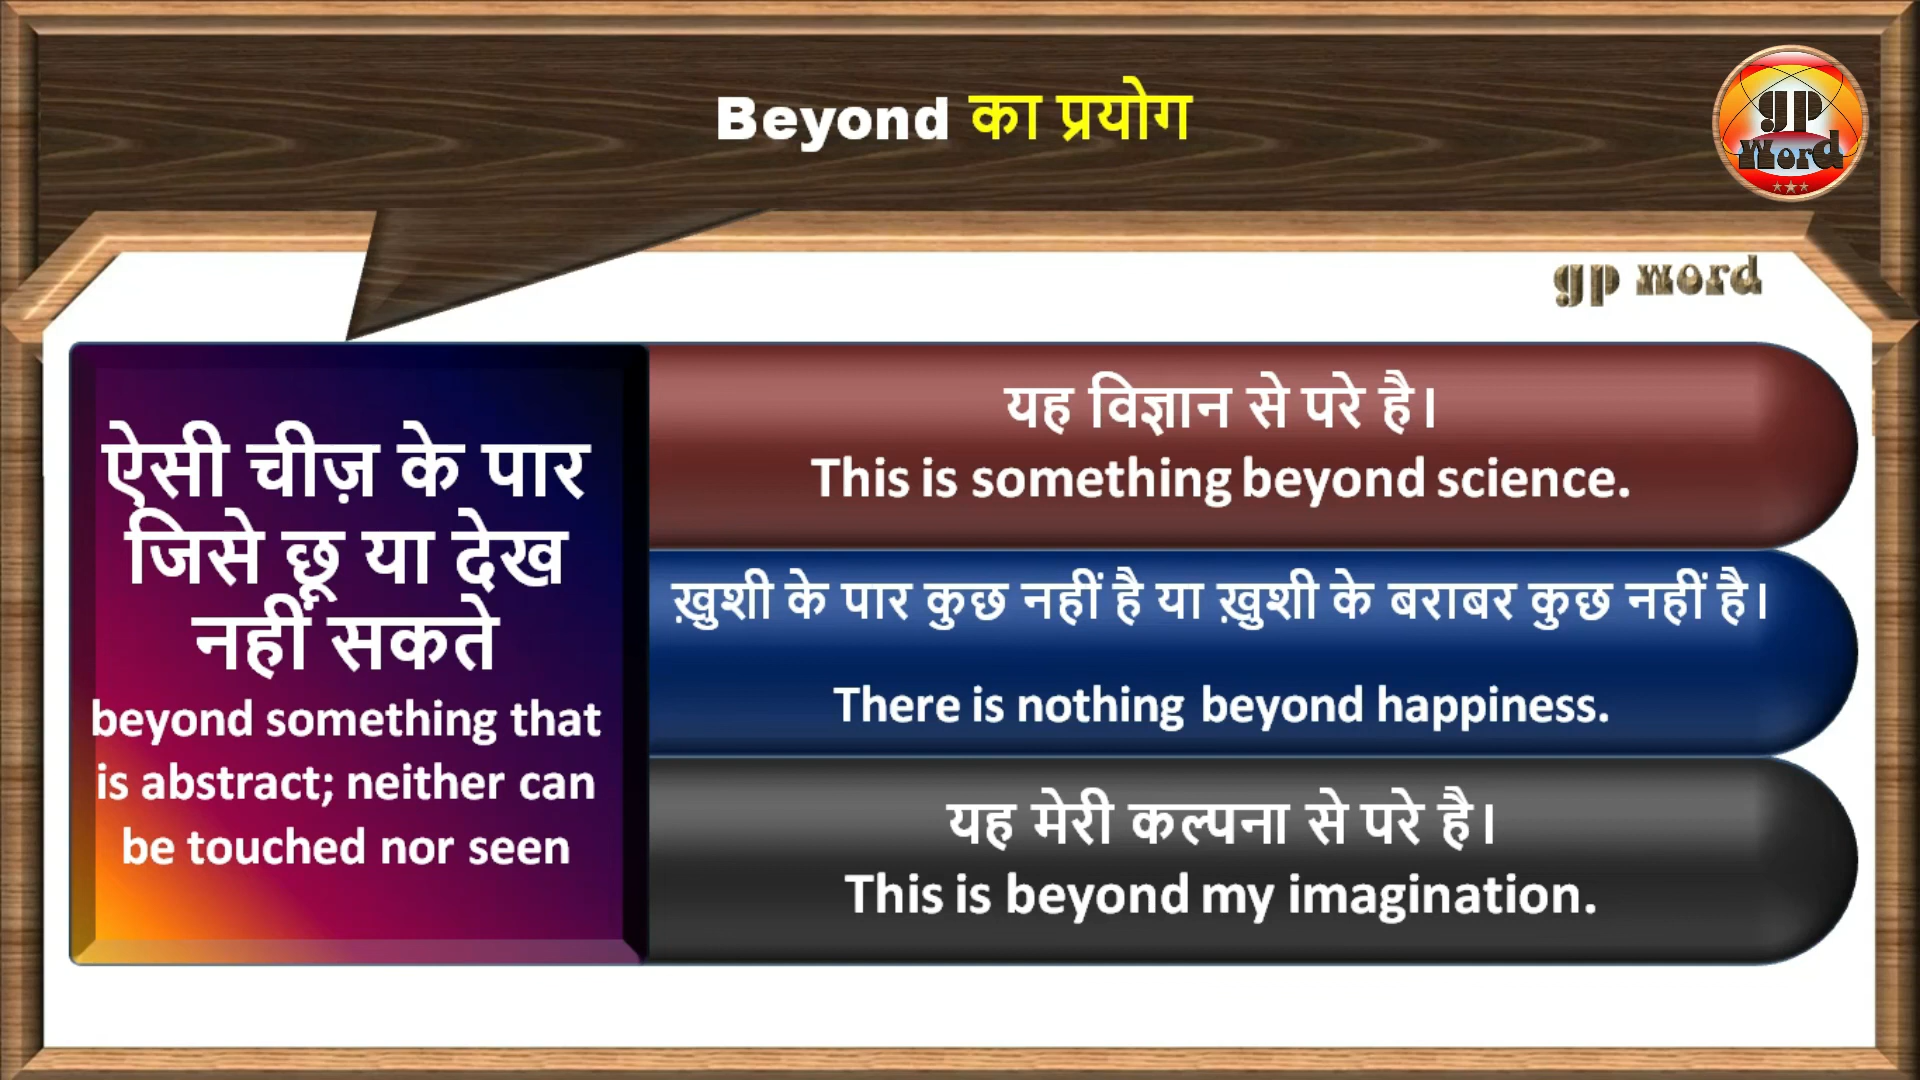 Beyond का प्रयोग
gp
Word
gp word
ऐसी चीज़ के पार
जिसे छू या देख
नहीं सकते
beyond something that
is abstract; neither can
be touched nor seen
यह विज्ञान से परे है।
This is something beyond science.
ख़ुशी के पार कुछ नहीं है या ख़ुशी के बराबर कुछ नहीं है।
There is nothing beyond happiness.
यह मेरी कल्पना से परे है।
This is beyond my imagination.